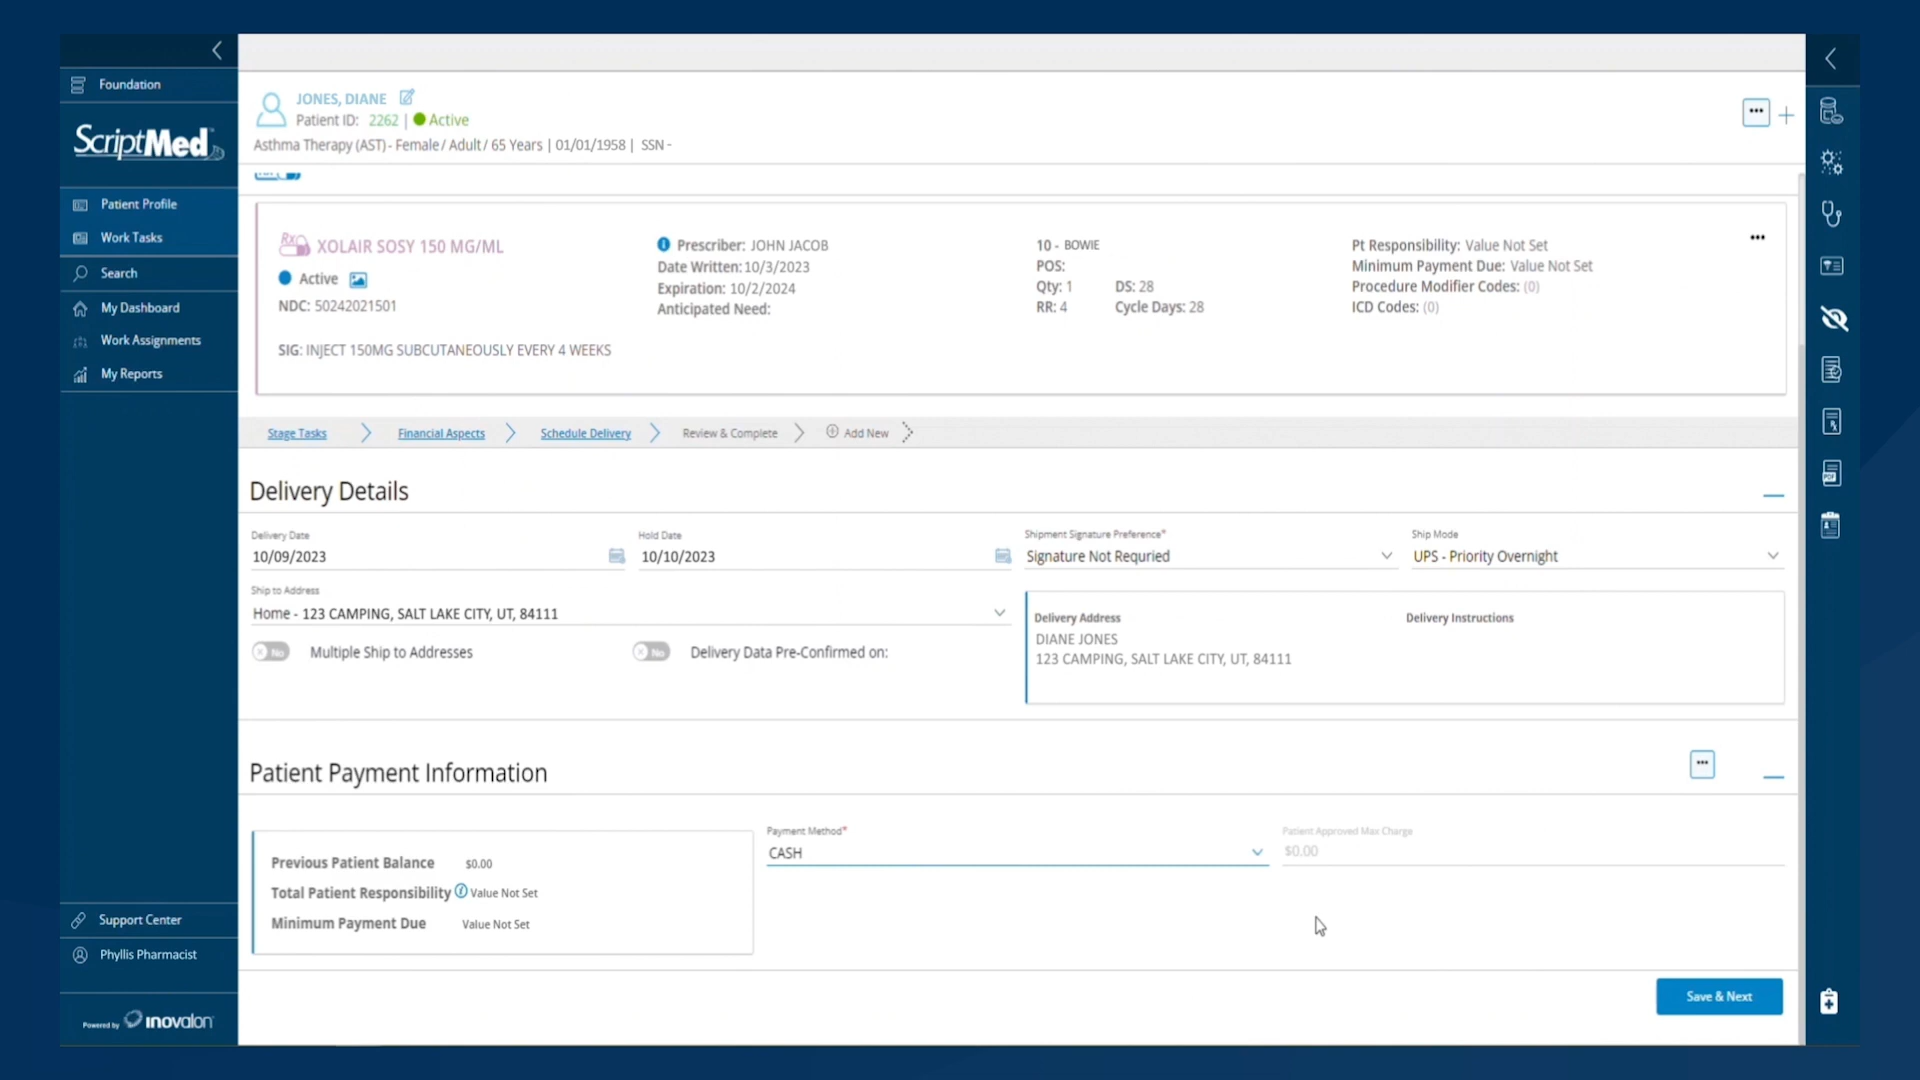 Foundation
ScriptMed
Patient Profile
Work Tasks
Search
My Dashboard
Work Assignments
My Reports
Support Center
Phyllis Pharmacist
Powered by inovalon
JONES, DIANE
Patient ID: 2262 | Active
Asthma Therapy (AST) - Female / Adult / 65 Years | 01/01/1958 | SSN -
Rx XOLAIR SOSY 150 MG/ML
Active
NDC: 50242021501
SIG: INJECT 150MG SUBCUTANEOUSLY EVERY 4 WEEKS
Prescriber: JOHN JACOB
Date Written: 10/3/2023
Expiration: 10/2/2024
Anticipated Need:
10 - BOWIE
POS:
Qty: 1 DS: 28
RR: 4 Cycle Days: 28
Pt Responsibility: Value Not Set
Minimum Payment Due: Value Not Set
Procedure Modifier Codes: (0)
ICD Codes: (0)
Stage Tasks
Financial Aspects
Schedule Delivery
Review & Complete
Add New
Delivery Details
Delivery Date
10/09/2023
Hold Date
10/10/2023
Shipment Signature Preference*
Signature Not Requried
Ship Mode
UPS - Priority Overnight
Ship to Address
Home - 123 CAMPING, SALT LAKE CITY, UT, 84111
No Multiple Ship to Addresses
No Delivery Data Pre-Confirmed on:
Delivery Address
DIANE JONES
123 CAMPING, SALT LAKE CITY, UT, 84111
Delivery Instructions
Patient Payment Information
Previous Patient Balance $0.00
Total Patient Responsibility Value Not Set
Minimum Payment Due Value Not Set
Payment Method*
CASH
Patient Approved Max Charge
$0.00
Save & Next